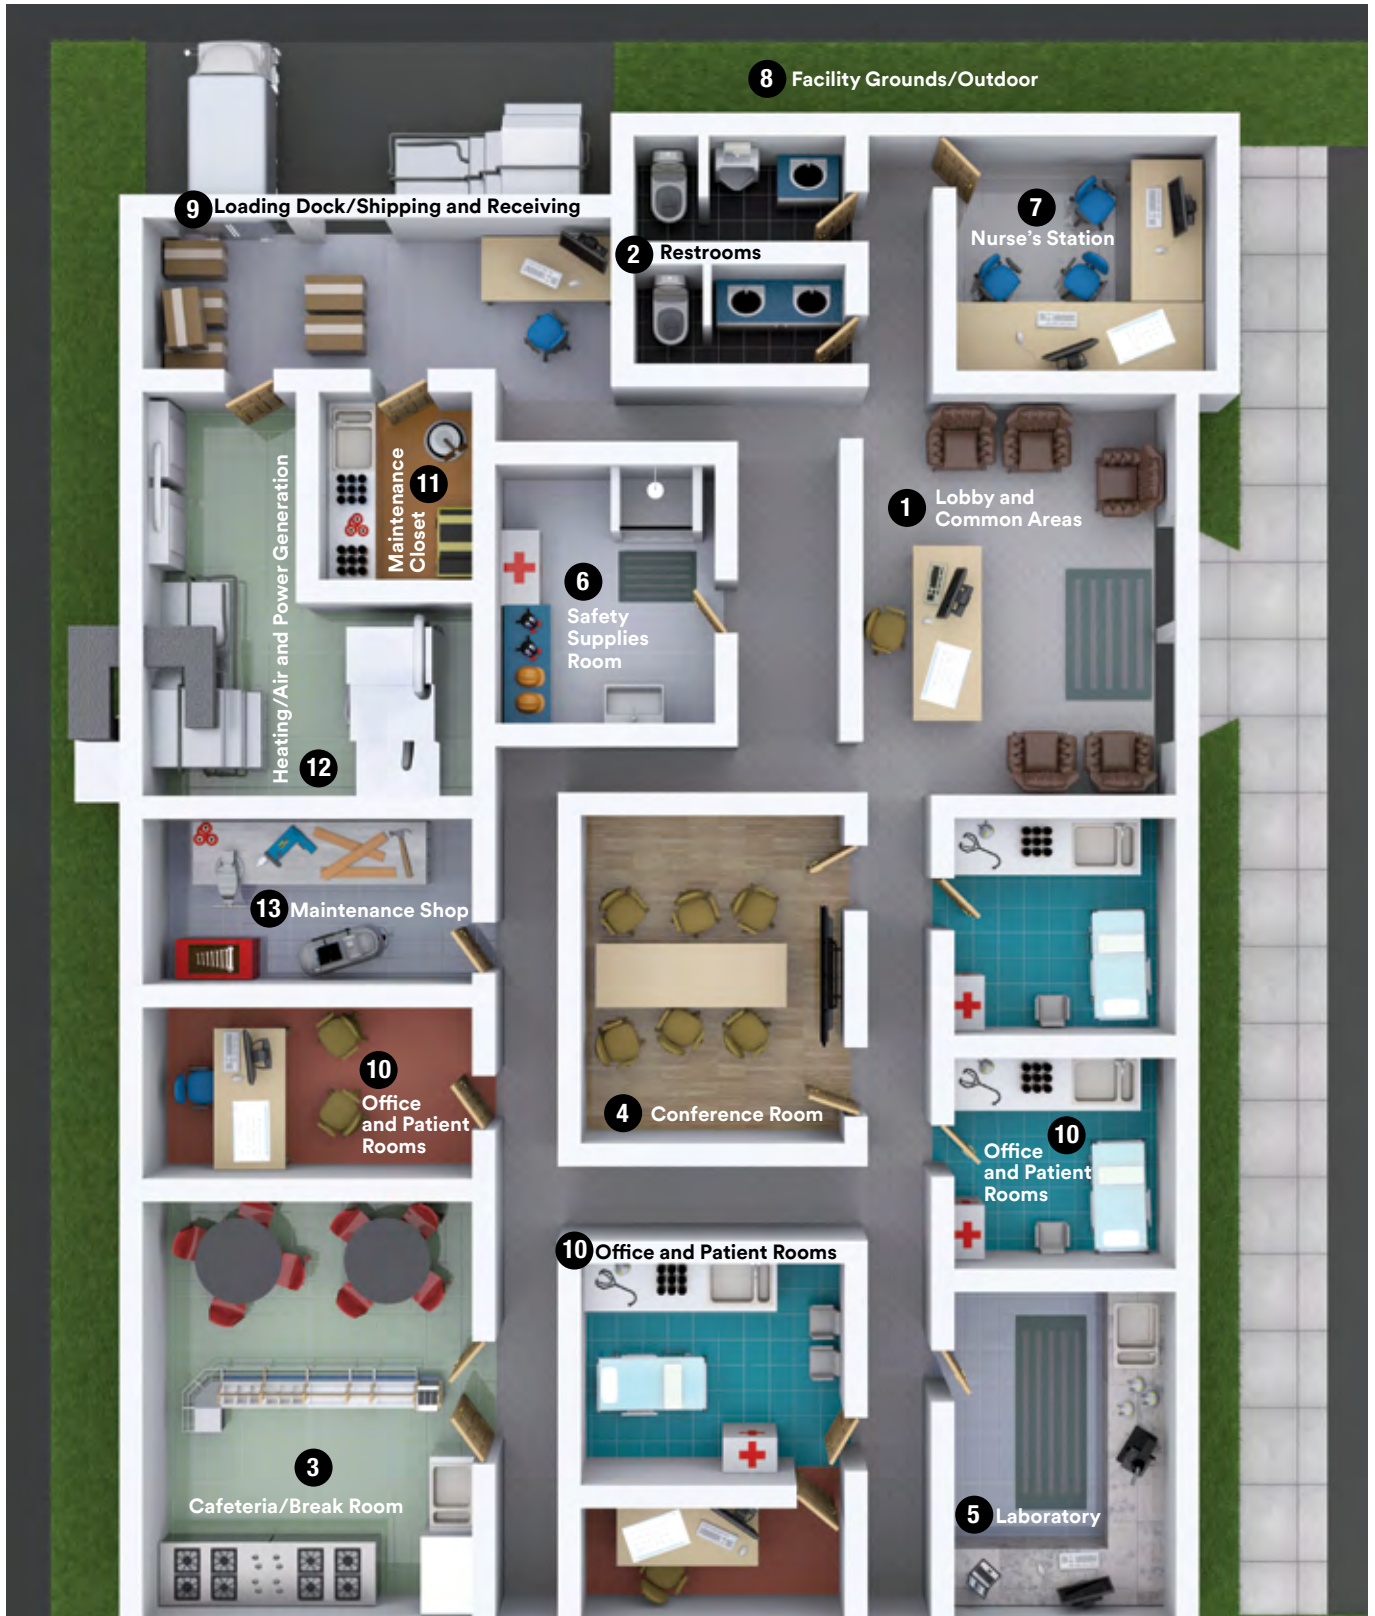 8 Facility Grounds/Outdoor
9 Loading Dock/Shipping and Receiving
7
Nurse's Station
2 Restrooms
11
Maintenance
Closet
1 Lobby and
Common Areas
6
Safety
Supplies
Room
Heating/Air and Power Generation
12
13 Maintenance Shop
10
Office
and Patient
Rooms
4 Conference Room
10
Office
and Patient
Rooms
10 Office and Patient Rooms
3
Cafeteria/Break Room
5 Laboratory